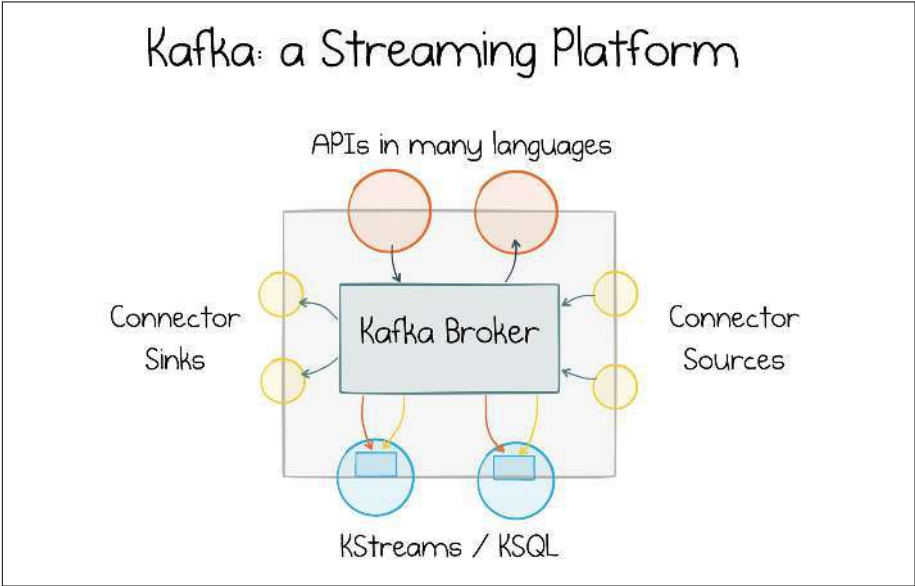 Kafka: a Streaming Platform
APIs in many languages
Connector
Sinks
Kafka Broker
Connector
Sources
KStreams / KSQL